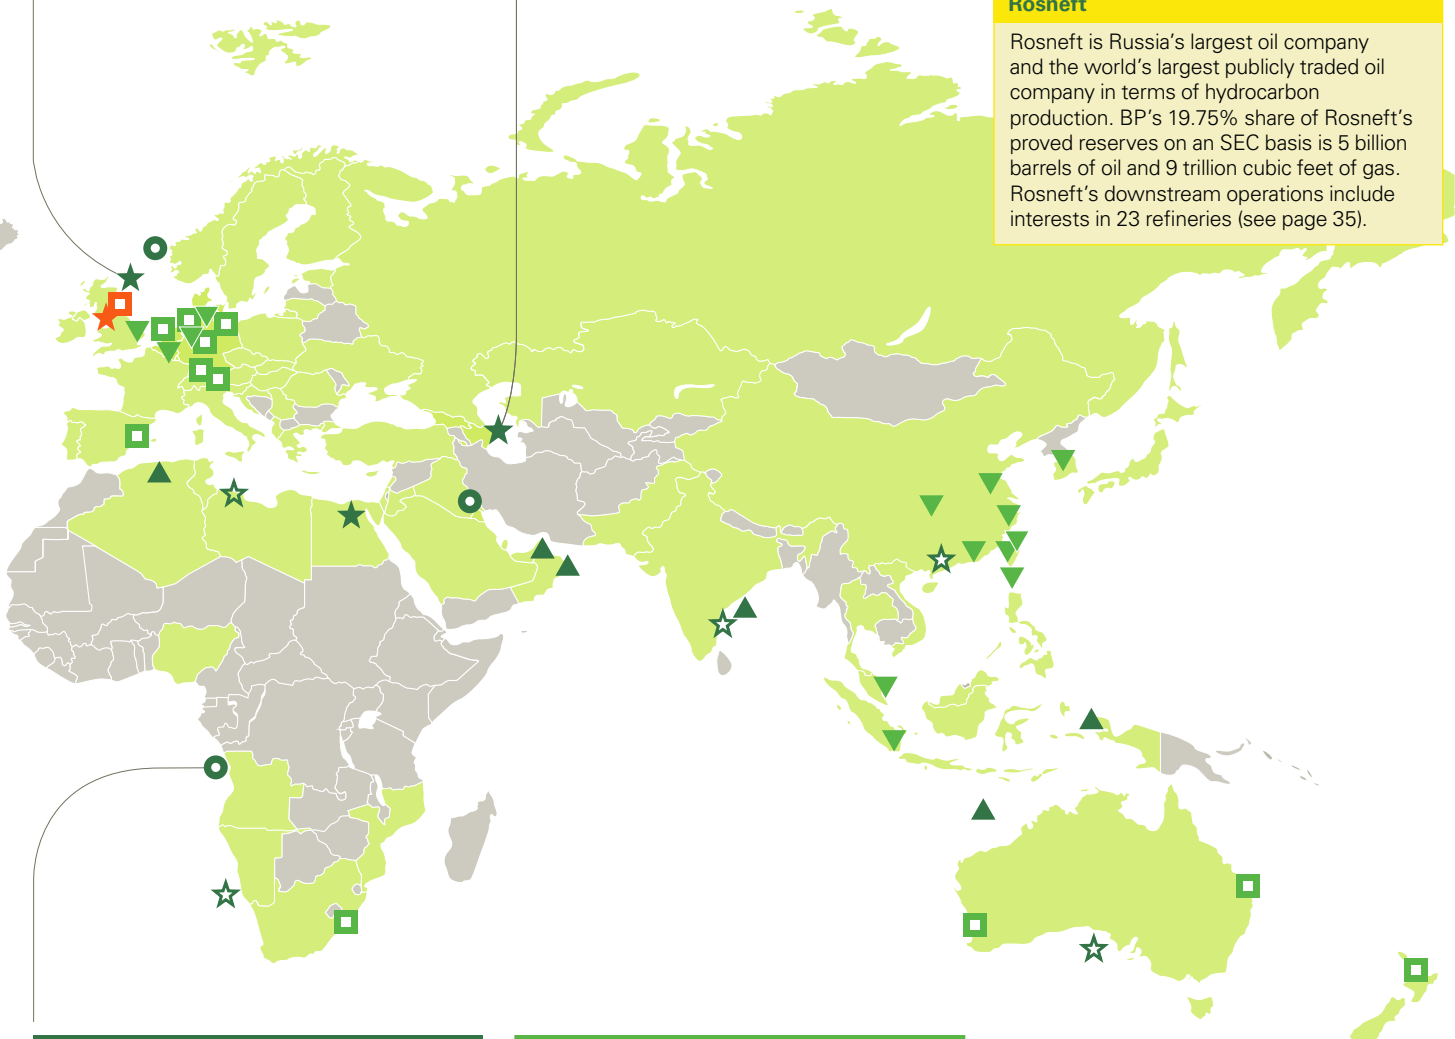 Rosneft
Rosneft is Russia’s largest oil company
and the world’s largest publicly traded oil
company in terms of hydrocarbon
production. BP’s 19.75% share of Rosneft’s
proved reserves on an SEC basis is 5 billion
barrels of oil and 9 trillion cubic feet of gas.
Rosneft’s downstream operations include
interests in 23 refineries (see page 35).